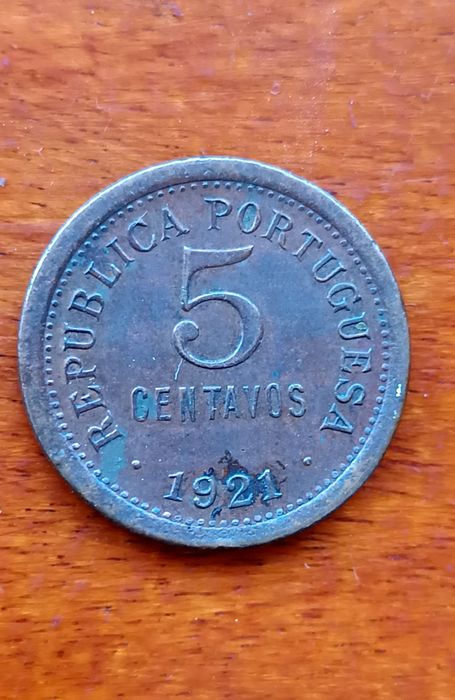 REPUBLICA PORTUGUESA
5
CENTAVOS
· 1921 ·